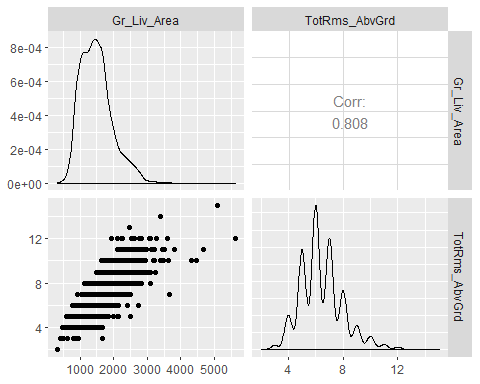 Gr_Liv_Area
TotRms_AbvGrd
8e-04
6e-04
4e-04
2e-04
0e+00
Corr:
0.808
Gr_Liv_Area
12
8
4
TotRms_AbvGrd
1000 2000 3000 4000 5000
4 8 12